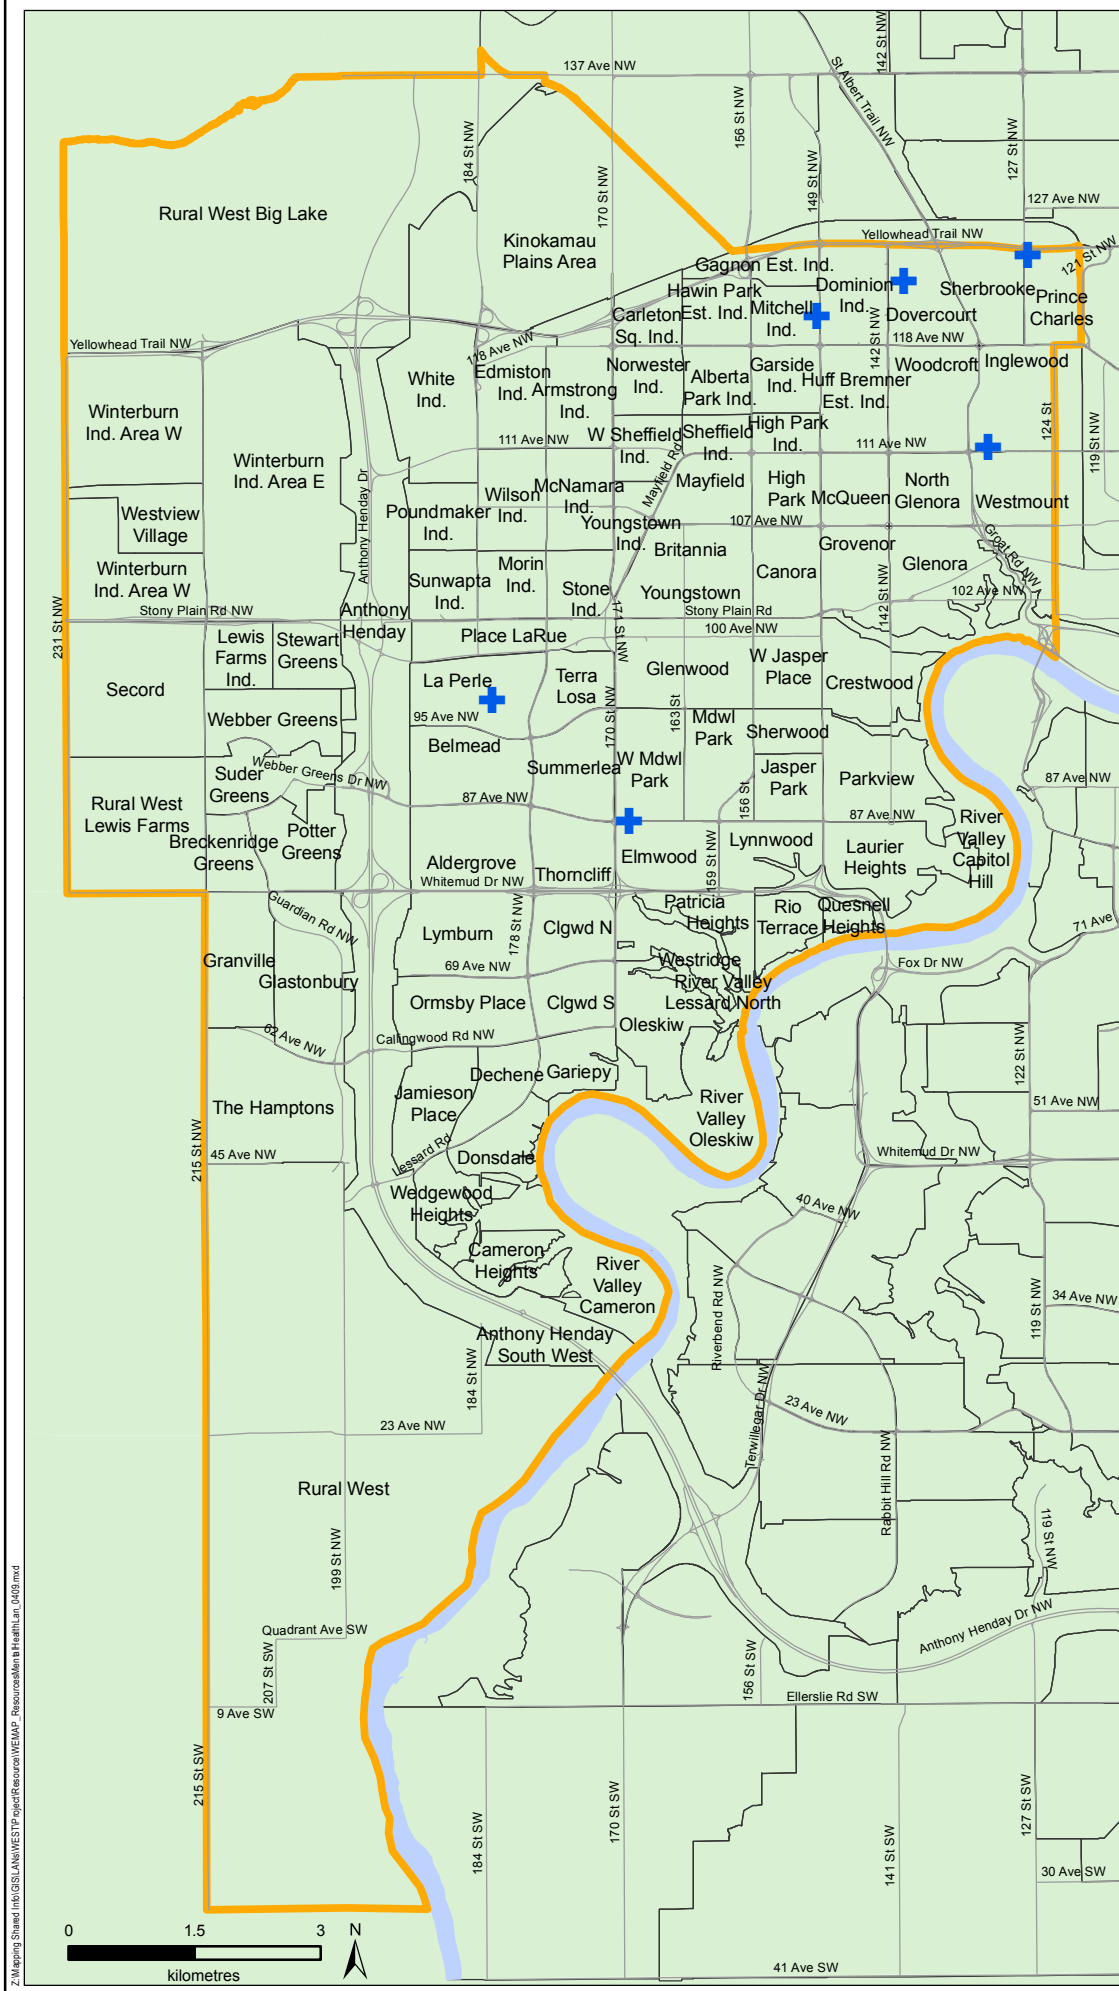 137 Ave NW
142 St NW
St Albert Trail NW
184 St NW
156 St NW
170 St NW
149 St NW
127 St NW
127 Ave NW
Rural West Big Lake
Kinokamau
Plains Area
Yellowhead Trail NW
121 St NW
Gagnon Est. Ind.
Hawin Park
Est. Ind.
Mitchell
Ind.
Dominion
Ind.
Sherbrooke
Dovercourt
Prince
Charles
Carleton
Sq. Ind.
142 St NW
118 Ave NW
Yellowhead Trail NW
118 Ave NW
White
Ind.
Edmiston
Ind.
Armstrong
Ind.
Norwester
Ind.
Alberta
Park Ind.
Garside
Ind.
Huff Bremner
Est. Ind.
Woodcroft
Inglewood
Winterburn
Ind. Area W
124 St
119 St NW
High Park
Ind.
111 Ave NW
W Sheffield
Ind.
Sheffield
Ind.
111 Ave NW
Winterburn
Ind. Area E
Mayfield Rd
Mayfield
High
Park
McQueen
North
Glenora
Westmount
Anthony Henday Dr
Wilson
Ind.
McNamara
Ind.
Poundmaker
Ind.
Westview
Village
Youngstown
Ind.
107 Ave NW
Groat Rd NW
Britannia
Grovenor
Glenora
Winterburn
Ind. Area W
Sunwapta
Ind.
Morin
Ind.
Stone
Ind.
Canora
Youngstown
142 St NW
102 Ave NW
Stony Plain Rd NW
Anthony
Henday
171 St NW
Stony Plain Rd
231 St NW
Lewis
Farms
Ind.
Stewart
Greens
Place LaRue
100 Ave NW
Secord
La Perle
Terra
Losa
Glenwood
W Jasper
Place
Crestwood
Webber Greens
95 Ave NW
170 St NW
163 St
Mdwl
Park
Sherwood
Belmead
Summerlea
W Mdwl
Park
Jasper
Park
Parkview
Suder
Greens
Webber Greens Dr NW
87 Ave NW
156 St
87 Ave NW
87 Ave NW
Rural West
Lewis Farms
Breckenridge
Greens
Potter
Greens
River
Valley
Capitol
Hill
Aldergrove
Thorncliff
Elmwood
159 St NW
Lynnwood
Laurier
Heights
Whitemud Dr NW
Guardian Rd NW
Lymburn
178 St NW
Clgwd N
Patricia
Heights
Rio
Terrace
Quesnell
Heights
71 Ave
Granville
Glastonbury
69 Ave NW
Westridge
River Valley
Lessard North
Fox Dr NW
Ormsby Place
Clgwd S
Oleskiw
62 Ave NW
Callingwood Rd NW
122 St NW
The Hamptons
Jamieson
Place
Dechene
Gariepy
River
Valley
Oleskiw
51 Ave NW
215 St NW
45 Ave NW
Lessard Rd
Donsdale
Whitemud Dr NW
Wedgewood
Heights
40 Ave NW
Cameron
Heights
River
Valley
Cameron
Riverbend Rd NW
119 St NW
34 Ave NW
Anthony Henday
South West
184 St NW
Terwillegar Dr NW
23 Ave NW
23 Ave NW
Rabbit Hill Rd NW
Rural West
199 St NW
119 St NW
Quadrant Ave SW
Anthony Henday Dr NW
207 St SW
156 St SW
9 Ave SW
Ellerslie Rd SW
215 St SW
184 St SW
170 St SW
141 St SW
127 St SW
30 Ave SW
0 1.5 3
N
kilometres
41 Ave SW